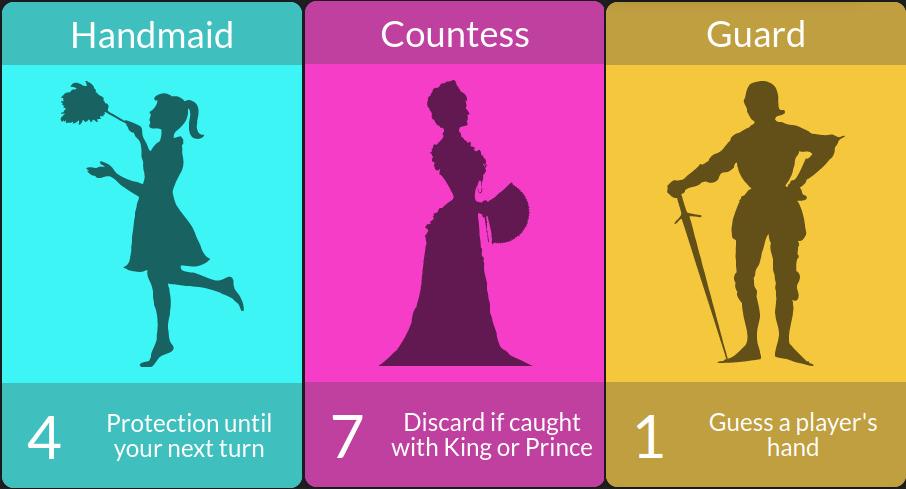 Handmaid
4
Protection until
your next turn
Countess
7
Discard if caught
with King or Prince
Guard
1
Guess a player's
hand